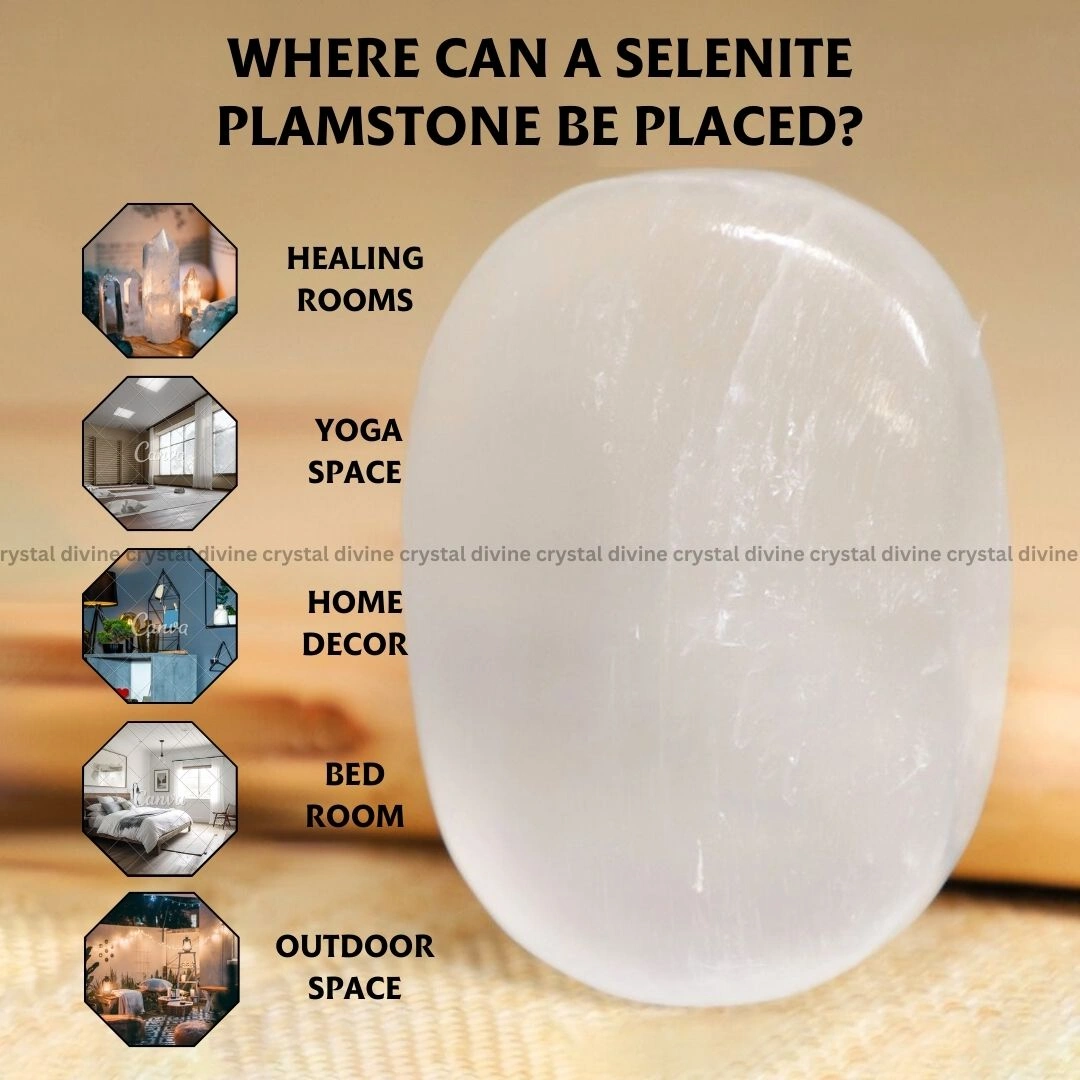 WHERE CAN A SELENITE
PLAMSTONE BE PLACED?
HEALING
ROOMS
YOGA
SPACE
Canva
rystal divine crystal divine crystal divine crystal divine crystal divine crystal divine crystal divine crystal divine
HOME
DECOR
Canva
BED
ROOM
Canva
OUTDOOR
SPACE